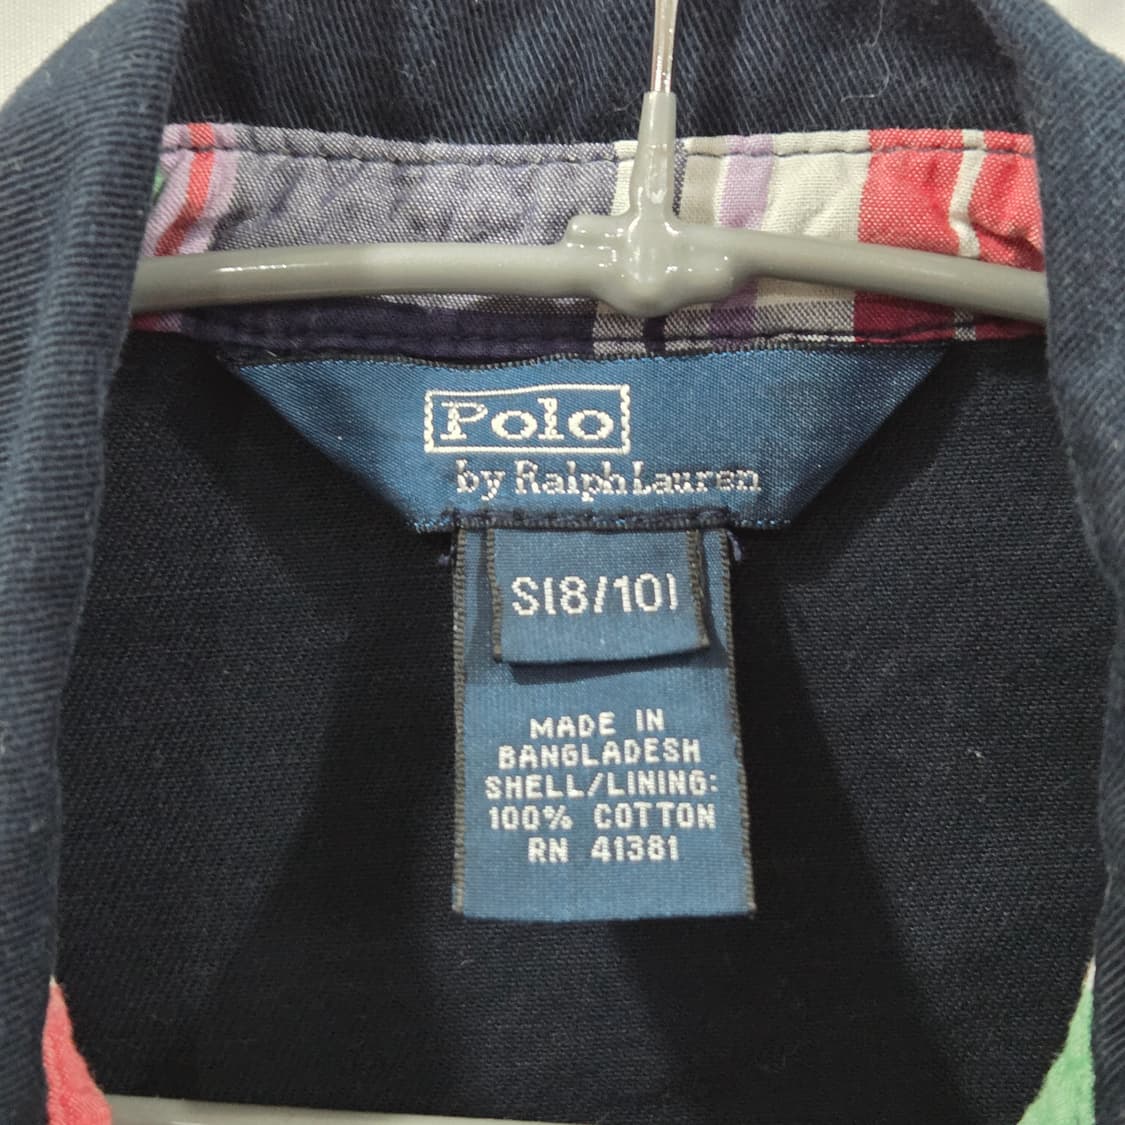 Polo
by Ralph Lauren
S(8/10)
MADE IN
BANGLADESH
SHELL/LINING:
100% COTTON
RN 41381